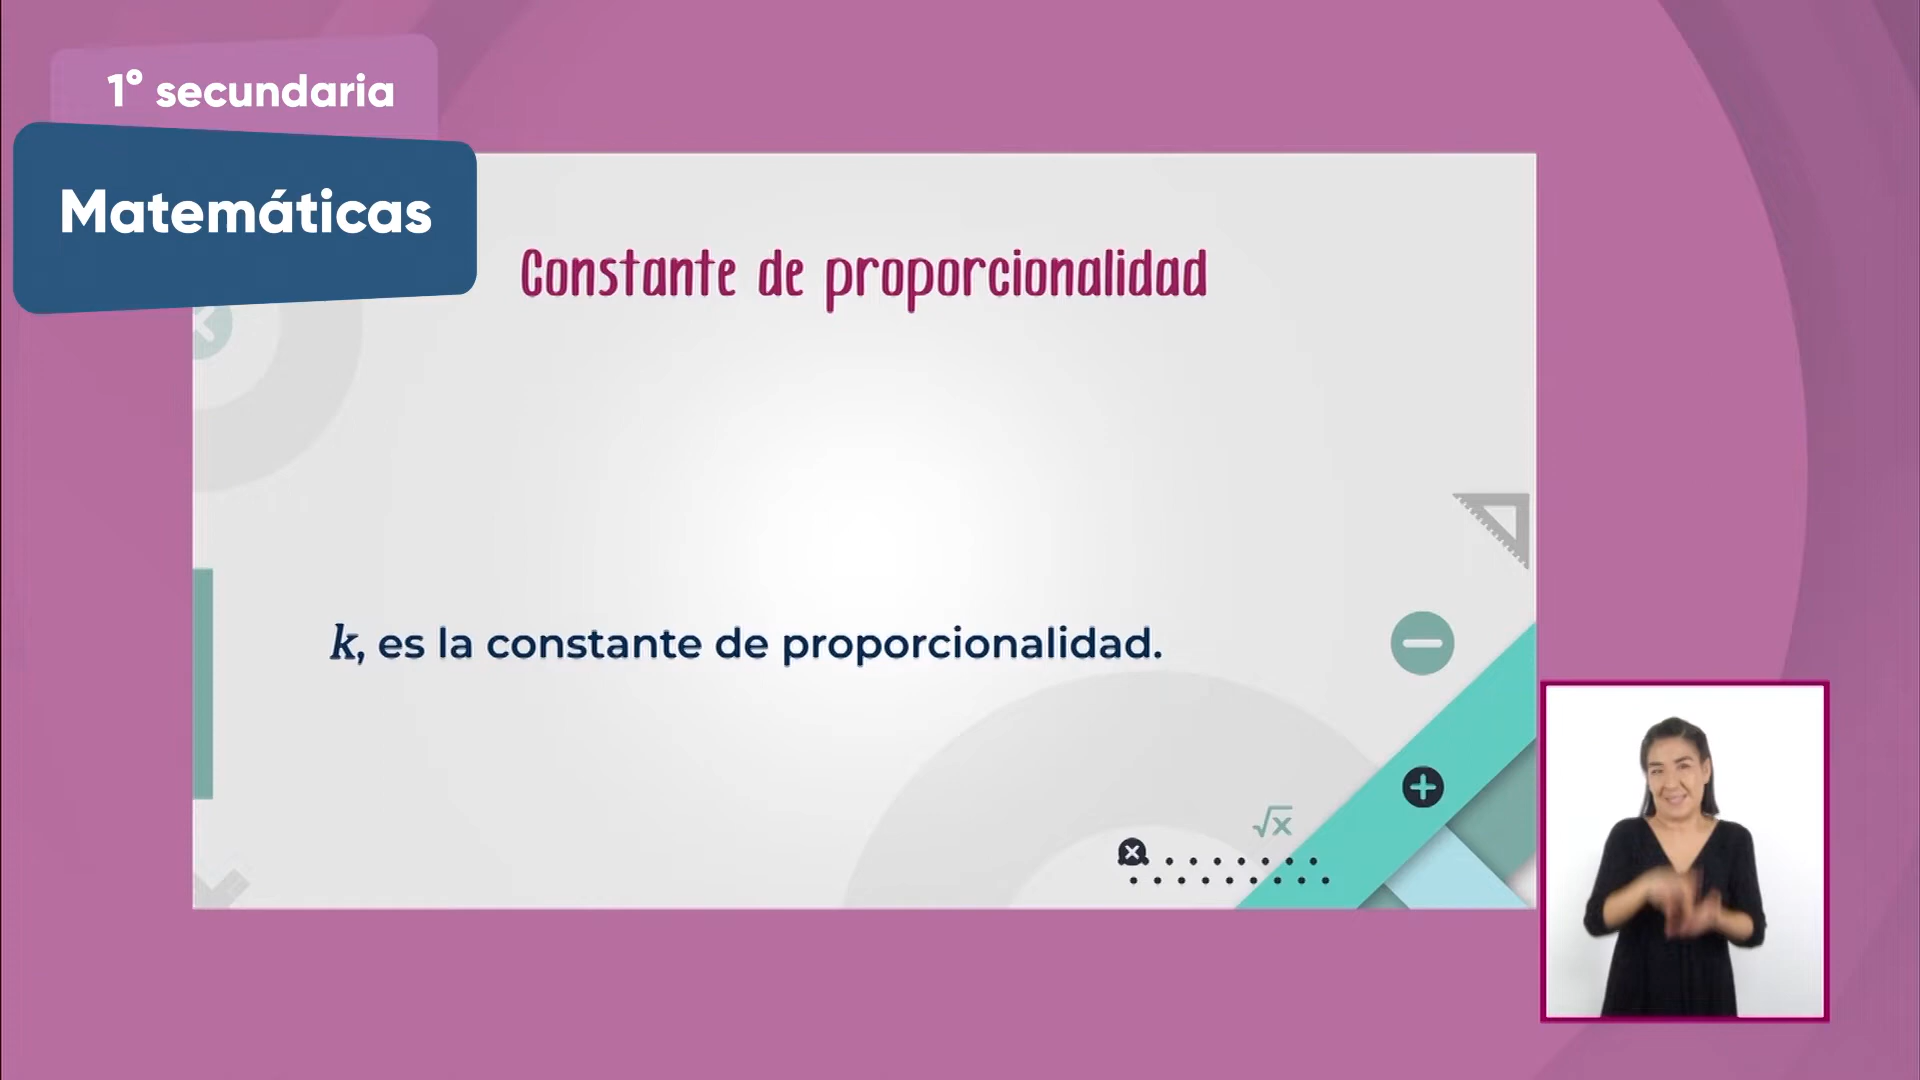 1° secundaria
Matemáticas
Constante de proporcionalidad
k, es la constante de proporcionalidad.
√x